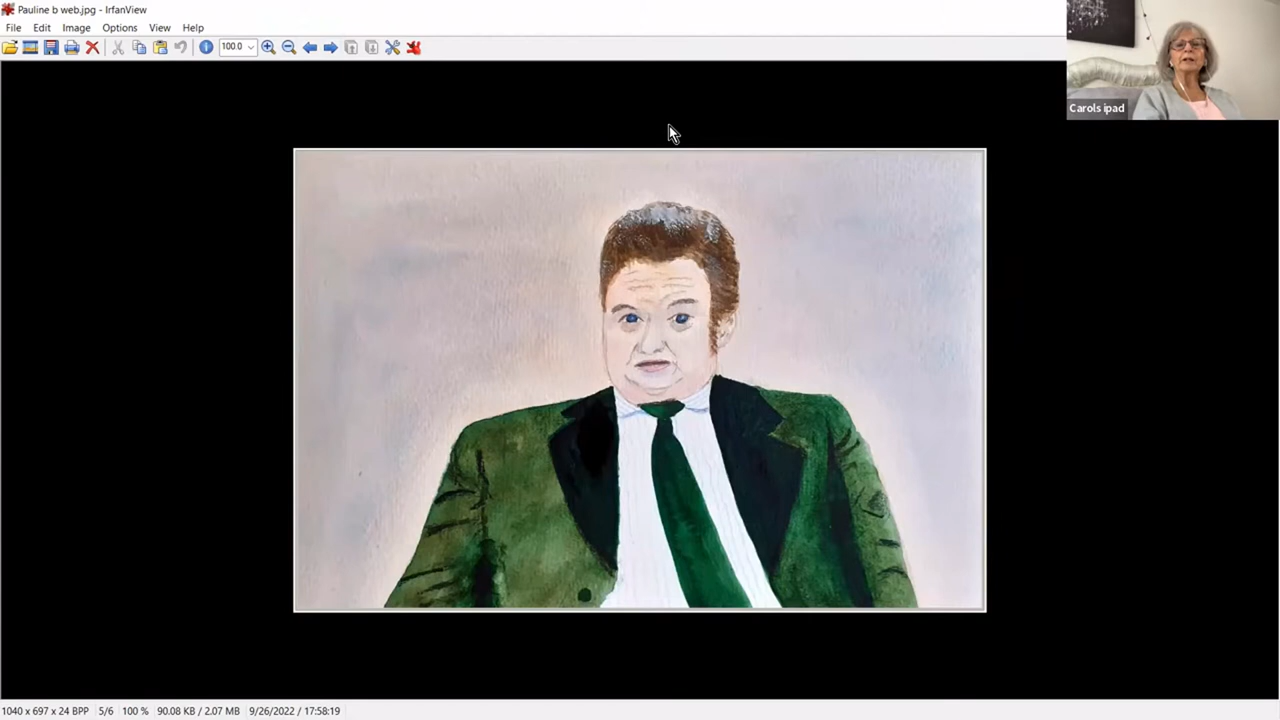 Pauline b web.jpg - IrfanView
File Edit Image Options View Help
100.0
Carols ipad
1040 x 697 x 24 BPP 5/6 100 % 90.08 KB / 2.07 MB 9/26/2022 / 17:58:19